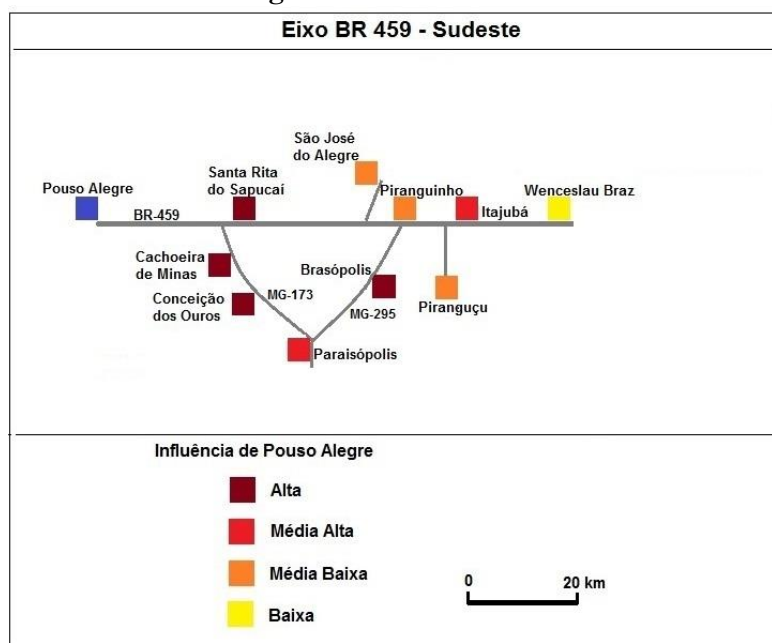 Eixo BR 459 - Sudeste
São José
do Alegre
Santa Rita
do Sapucaí
Pouso Alegre
Piranguinho
Wenceslau Braz
BR-459
Itajubá
Cachoeira
de Minas
Brasópolis
Conceição
dos Ouros
MG-173
MG-295
Piranguçu
Paraisópolis
Influência de Pouso Alegre
Alta
Média Alta
Média Baixa
Baixa
0 20 km